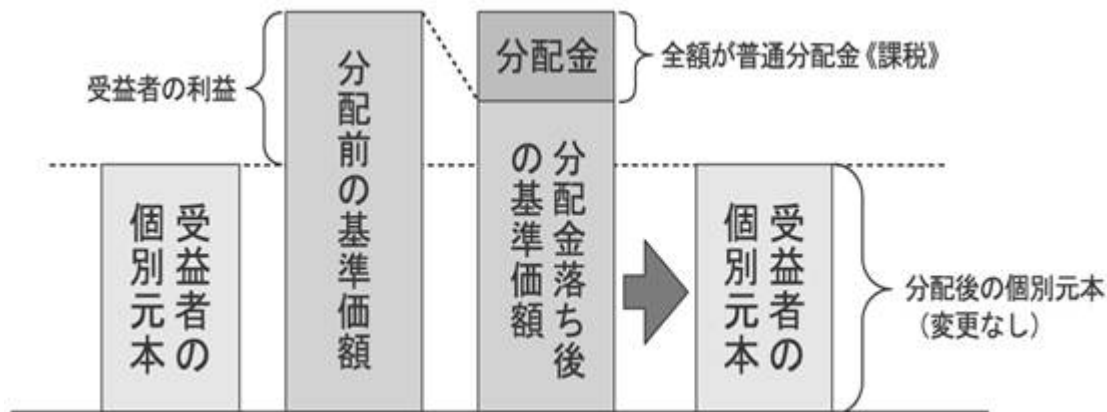 受益者の利益
受益者の
個別元本
分配前の基準価額
分配金
分配金落ち後
の基準価額
全額が普通分配金《課税》
受益者の
個別元本
分配後の個別元本
（変更なし）